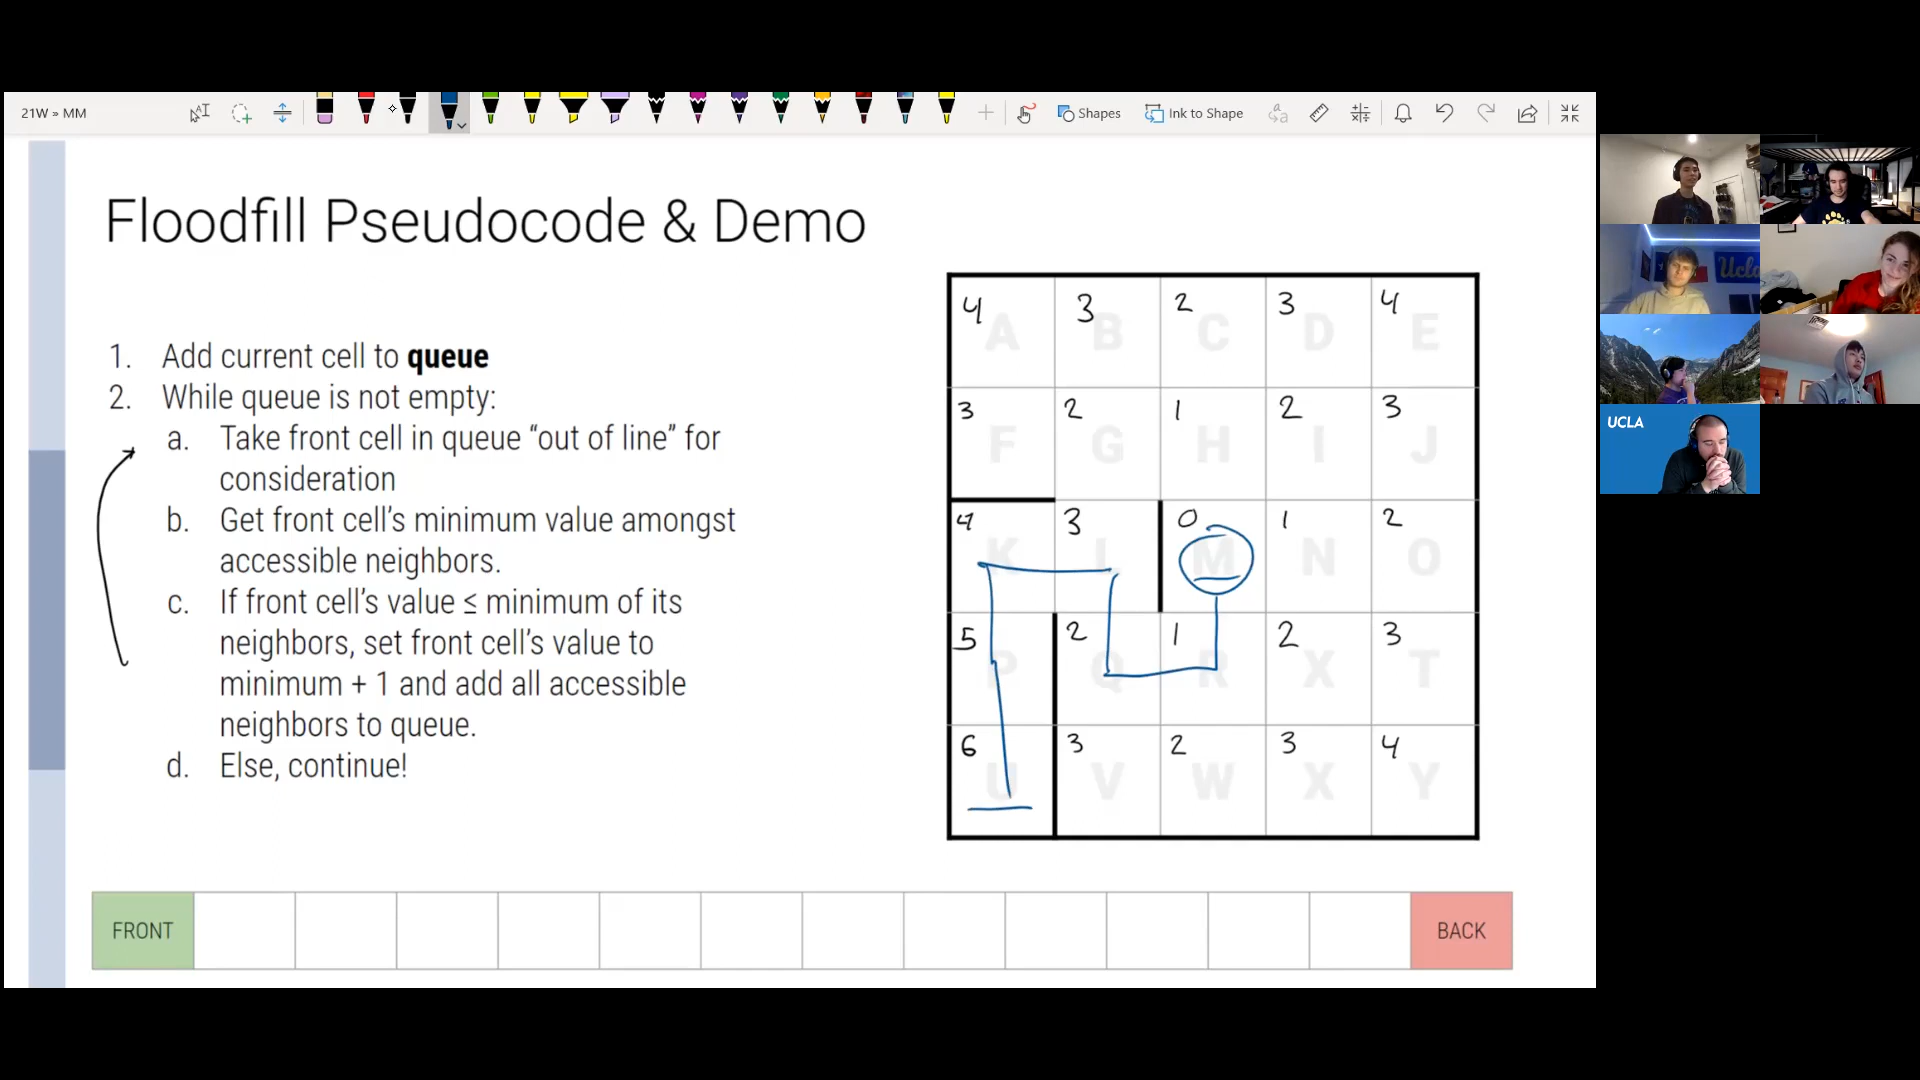 21W » MM
Shapes
Ink to Shape
Floodfill Pseudocode & Demo
1. Add current cell to queue
2. While queue is not empty:
a. Take front cell in queue “out of line” for
consideration
b. Get front cell’s minimum value amongst
accessible neighbors.
c. If front cell’s value ≤ minimum of its
neighbors, set front cell’s value to
minimum + 1 and add all accessible
neighbors to queue.
d. Else, continue!
4 3 2 3 4
A B C D E
3 2 1 2 3
F G H I J
4 3 0 1 2
K L M N O
5 2 1 2 3
P Q R X T
6 3 2 3 4
U V W X Y
FRONT
BACK
Ucla
UCLA